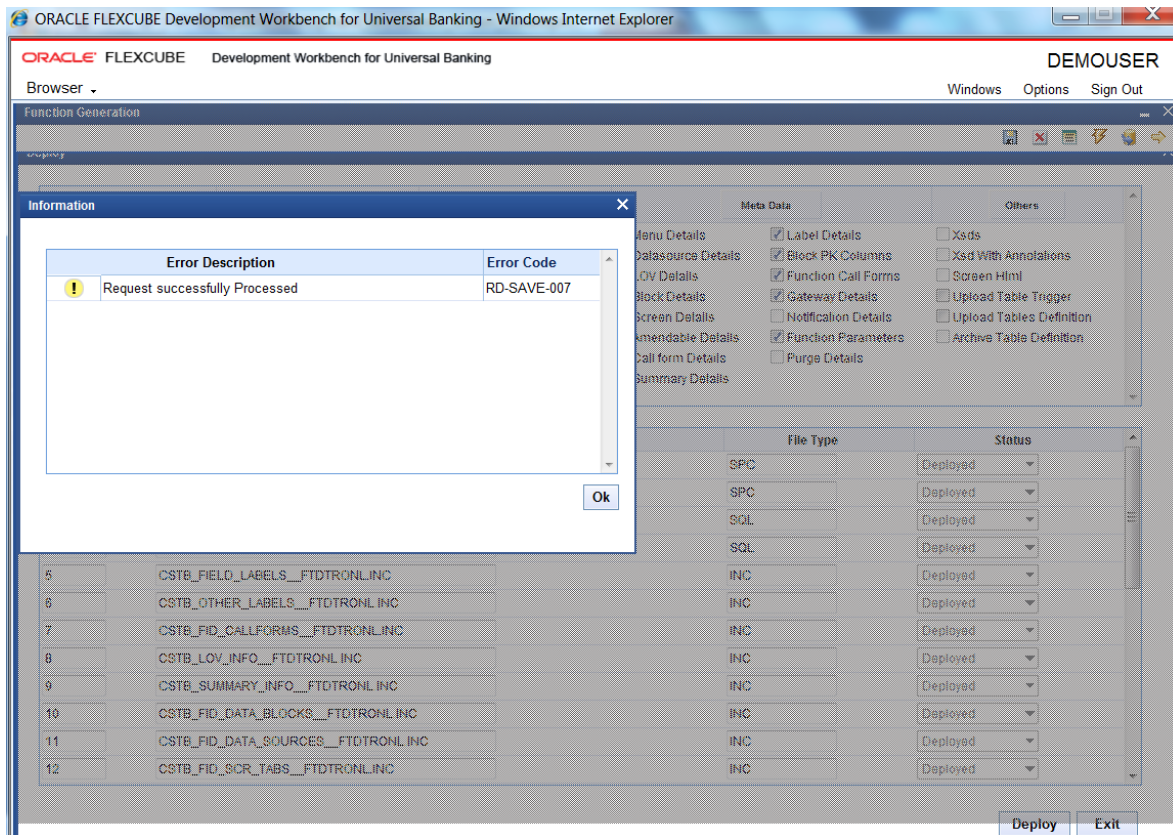 ORACLE FLEXCUBE Development Workbench for Universal Banking - Windows Internet Explorer
ORACLE FLEXCUBE Development Workbench for Universal Banking DEMOUSER
Browser Windows Options Sign Out
Function Generation
Deploy
Information
Meta Data Others
Error Description Error Code
Request successfully Processed RD-SAVE-007
Ok
Menu Details Label Details Xsds
Datasource Details Block PK Columns Xsd With Annotations
LOV Details Function Call Forms Screen Html
Block Details Gateway Details Upload Table Trigger
Screen Details Notification Details Upload Tables Definition
Amendable Details Function Parameters Archive Table Definition
Call form Details Purge Details
Summary Details
File Type Status
SPC Deployed
SPC Deployed
SQL Deployed
SQL Deployed
5 CSTB_FIELD_LABELS__FTDTRONL.INC INC Deployed
6 CSTB_OTHER_LABELS__FTDTRONL.INC INC Deployed
7 CSTB_FID_CALLFORMS__FTDTRONL.INC INC Deployed
8 CSTB_LOV_INFO__FTDTRONL.INC INC Deployed
9 CSTB_SUMMARY_INFO__FTDTRONL.INC INC Deployed
10 CSTB_FID_DATA_BLOCKS__FTDTRONL.INC INC Deployed
11 CSTB_FID_DATA_SOURCES__FTDTRONL.INC INC Deployed
12 CSTB_FID_SCR_TABS__FTDTRONL.INC INC Deployed
Deploy Exit